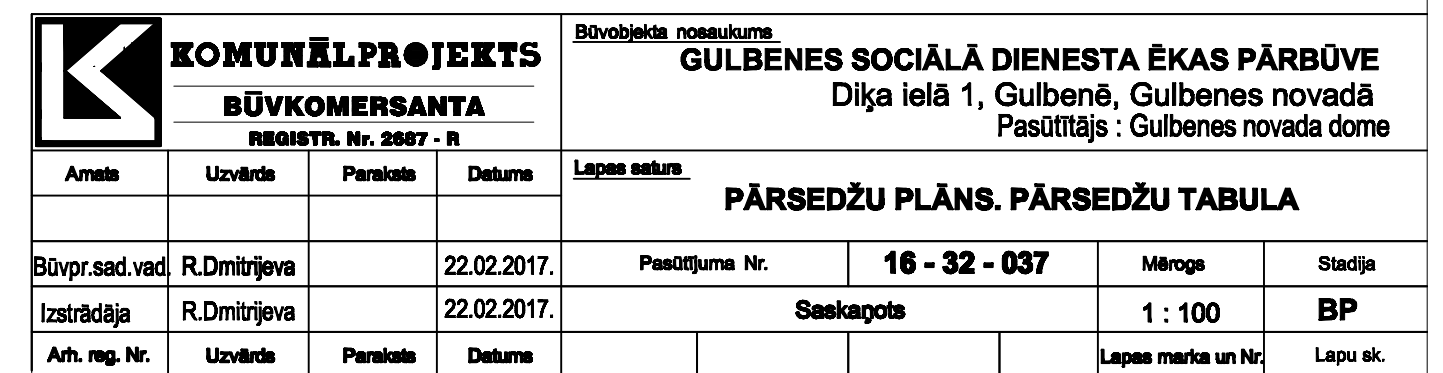 KOMUNĀLPROJEKTS
BŪVKOMERSANTA
REGISTR. Nr. 2687 - R
Būvobjekta nosaukums
GULBENES SOCIĀLĀ DIENESTA ĒKAS PĀRBŪVE
Diķa ielā 1, Gulbenē, Gulbenes novadā
Pasūtītājs : Gulbenes novada dome
Amats Uzvārds Paraksts Datums
Lapas saturs
PĀRSEDŽU PLĀNS. PĀRSEDŽU TABULA
Būvpr.sad.vad. R.Dmitrijeva 22.02.2017. Pasūtījuma Nr. 16 - 32 - 037 Mērogs Stadija
Izstrādāja R.Dmitrijeva 22.02.2017. Saskaņots 1 : 100 BP
Arh. reg. Nr. Uzvārds Paraksts Datums Lapas marka un Nr. Lapu sk.